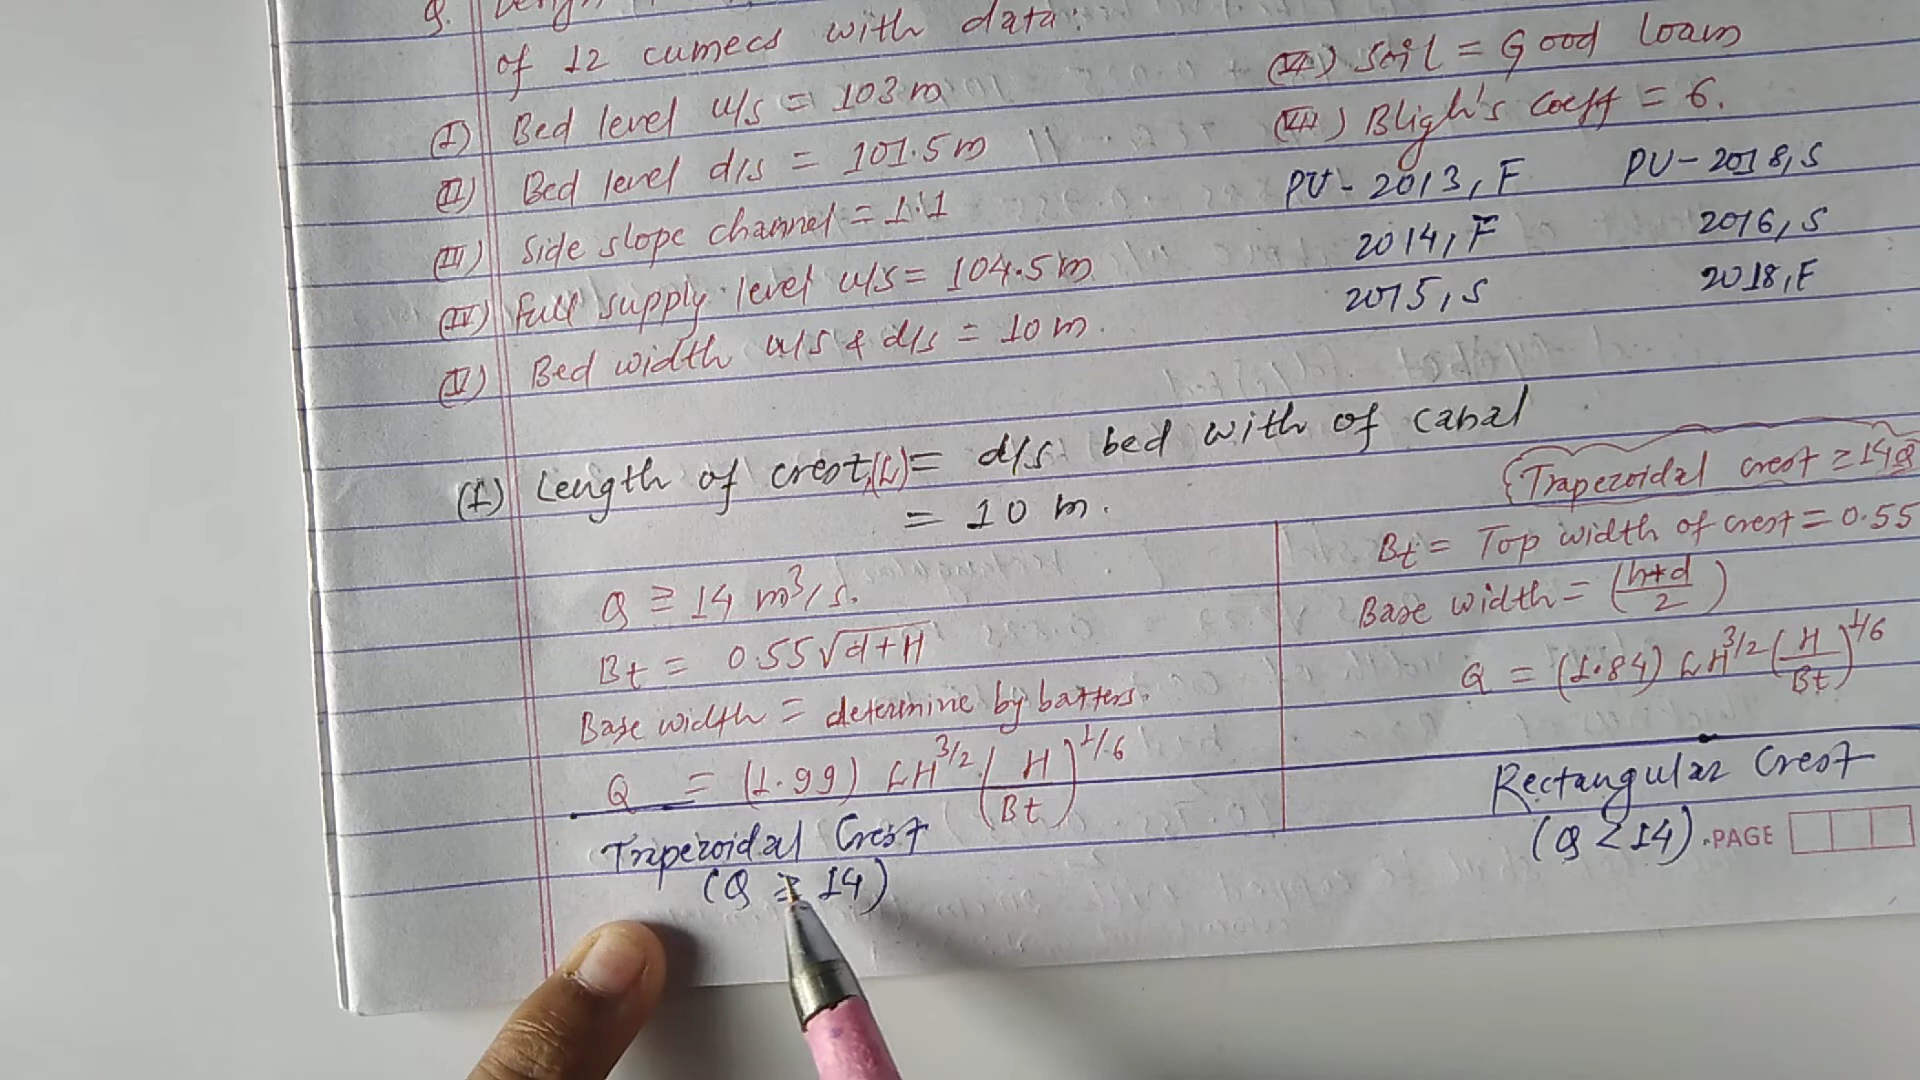 Q. Design
of 12 cumecs with data:
(I) Bed level u/s = 103 m
(II) Bed level d/s = 101.5 m
(III) Side slope channel = 1:1
(IV) Full supply level u/s = 104.5 m
(V) Bed width u/s & d/s = 10 m.
(VI) Soil = Good loam
(VII) Bligh's Coeff = 6.
PU - 2013, F PU - 2018, S
2014, F 2016, S
2015, S 2018, F
(1) Length of crest,(L) = d/s bed with of canal
= 10 m.
Q ≥ 14 m³/s.
Bt = 0.55√d+H
Base width = determine by batters.
Q = (1.99) LH^3/2 (H/Bt)^1/6
Trapezoidal Crest
(Q ≥ 14)
Trapezoidal crest ≥ 14Q
Bt = Top width of crest = 0.55
Base width = (h+d/2)
Q = (1.84) LH^3/2 (H/Bt)^1/6
Rectangular Crest
(Q < 14)
PAGE